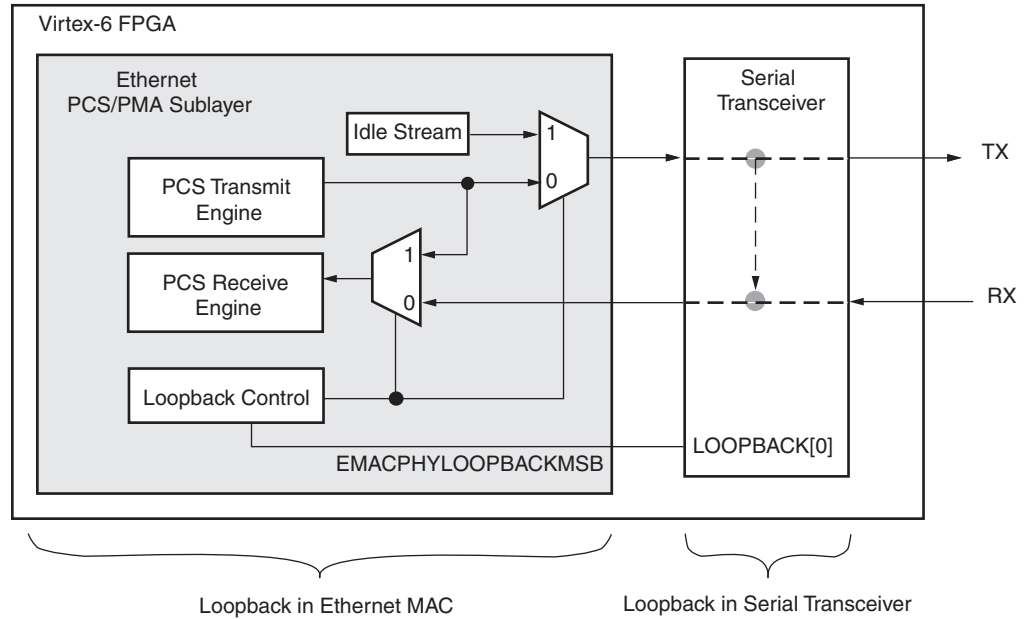 Virtex-6 FPGA
Ethernet
PCS/PMA Sublayer
Serial
Transceiver
Idle Stream
1
0
TX
PCS Transmit
Engine
PCS Receive
Engine
1
0
RX
Loopback Control
LOOPBACK[0]
EMACPHYLOOPBACKMSB
Loopback in Ethernet MAC
Loopback in Serial Transceiver